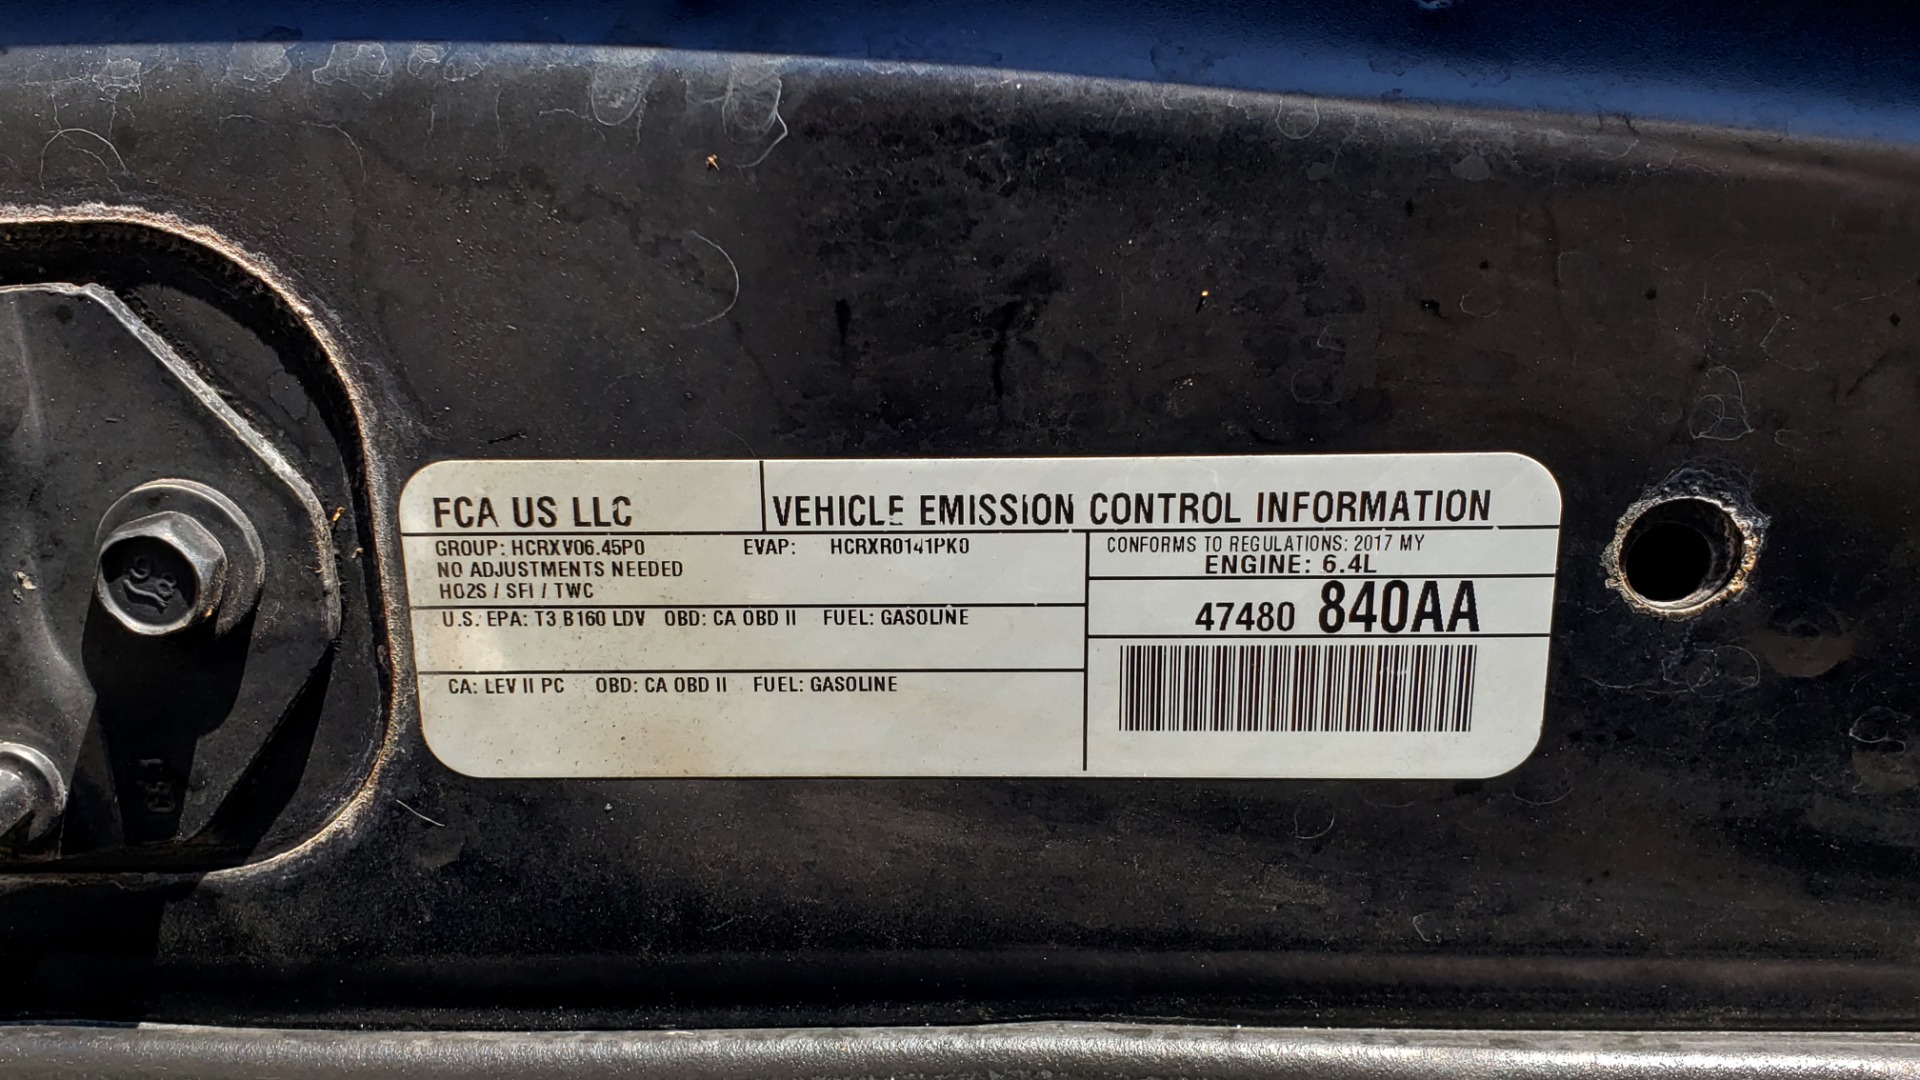 FCA US LLC
VEHICLE EMISSION CONTROL INFORMATION
GROUP: HCRXV06.45P0 EVAP: HCRXR0141PK0
NO ADJUSTMENTS NEEDED
HO2S / SFI / TWC
CONFORMS TO REGULATIONS: 2017 MY
ENGINE: 6.4L
47480 840AA
U.S. EPA: T3 B160 LDV OBD: CA OBD II FUEL: GASOLINE
CA: LEV II PC OBD: CA OBD II FUEL: GASOLINE